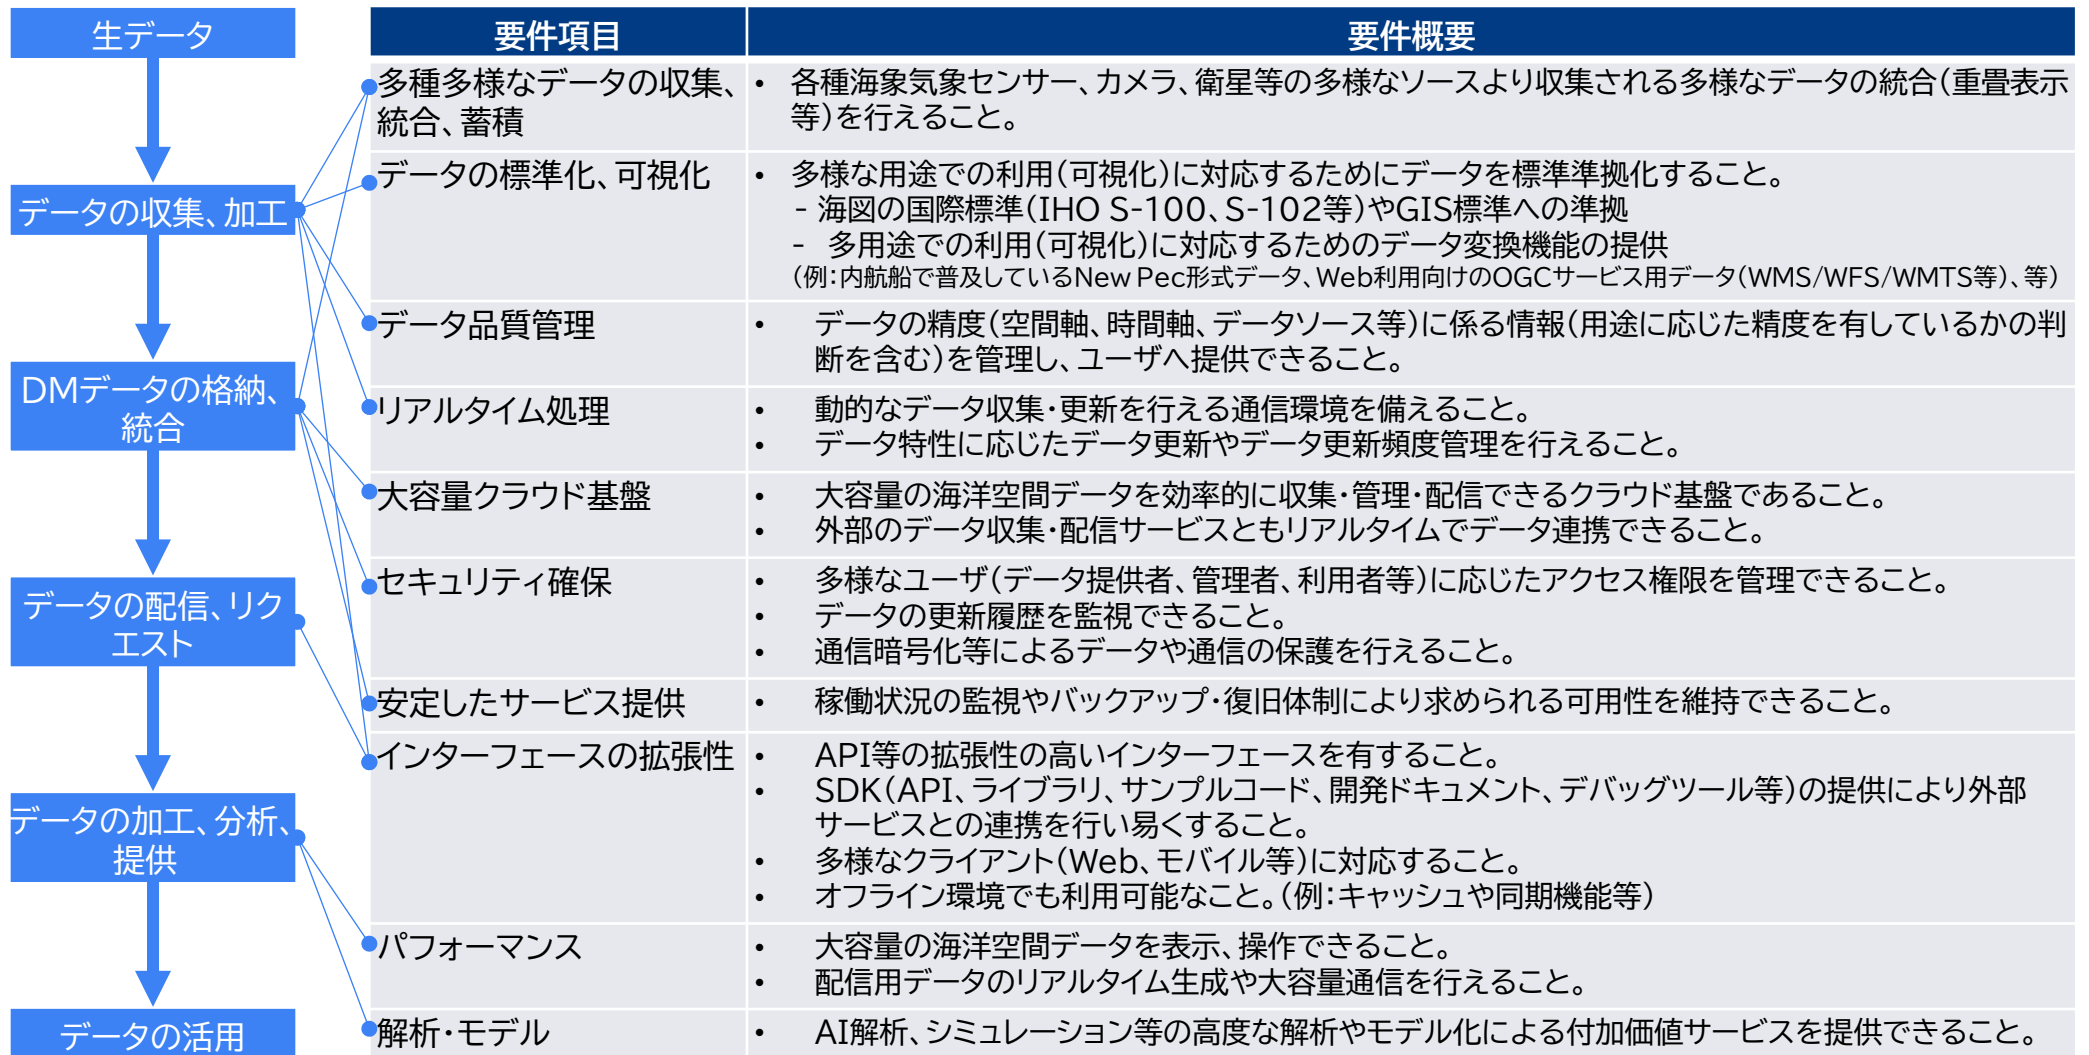 生データ
データの収集、加工
DMデータの格納、
統合
データの配信、リク
エスト
データの加工、分析、
提供
データの活用
要件項目
要件概要
多種多様なデータの収集、
統合、蓄積
• 各種海象気象センサー、カメラ、衛星等の多様なソースより収集される多様なデータの統合(重畳表示
等)を行えること。
データの標準化、可視化
• 多様な用途での利用(可視化)に対応するためにデータを標準準拠化すること。
- 海図の国際標準(IHO S-100、S-102等)やGIS標準への準拠
- 多用途での利用(可視化)に対応するためのデータ変換機能の提供
(例:内航船で普及しているNew Pec形式データ、Web利用向けのOGCサービス用データ(WMS/WFS/WMTS等)、等)
データ品質管理
• データの精度(空間軸、時間軸、データソース等)に係る情報(用途に応じた精度を有しているかの判
断を含む)を管理し、ユーザへ提供できること。
リアルタイム処理
• 動的なデータ収集・更新を行える通信環境を備えること。
• データ特性に応じたデータ更新やデータ更新頻度管理を行えること。
大容量クラウド基盤
• 大容量の海洋空間データを効率的に収集・管理・配信できるクラウド基盤であること。
• 外部のデータ収集・配信サービスともリアルタイムでデータ連携できること。
セキュリティ確保
• 多様なユーザ(データ提供者、管理者、利用者等)に応じたアクセス権限を管理できること。
• データの更新履歴を監視できること。
• 通信暗号化等によるデータや通信の保護を行えること。
安定したサービス提供
• 稼働状況の監視やバックアップ・復旧体制により求められる可用性を維持できること。
インターフェースの拡張性
• API等の拡張性の高いインターフェースを有すること。
• SDK(API、ライブラリ、サンプルコード、開発ドキュメント、デバッグツール等)の提供により外部
サービスとの連携を行い易くすること。
• 多様なクライアント(Web、モバイル等)に対応すること。
• オフライン環境でも利用可能なこと。(例:キャッシュや同期機能等)
パフォーマンス
• 大容量の海洋空間データを表示、操作できること。
• 配信用データのリアルタイム生成や大容量通信を行えること。
解析・モデル
• AI解析、シミュレーション等の高度な解析やモデル化による付加価値サービスを提供できること。